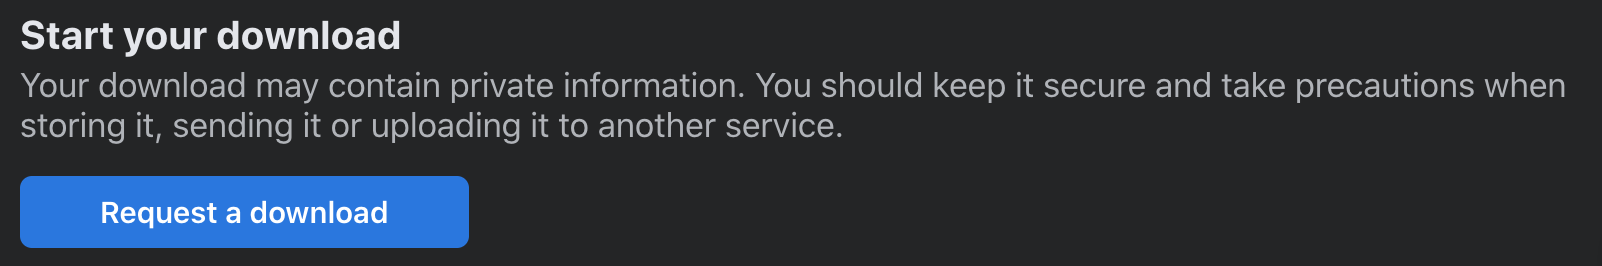 Start your download
Your download may contain private information. You should keep it secure and take precautions when
storing it, sending it or uploading it to another service.
Request a download